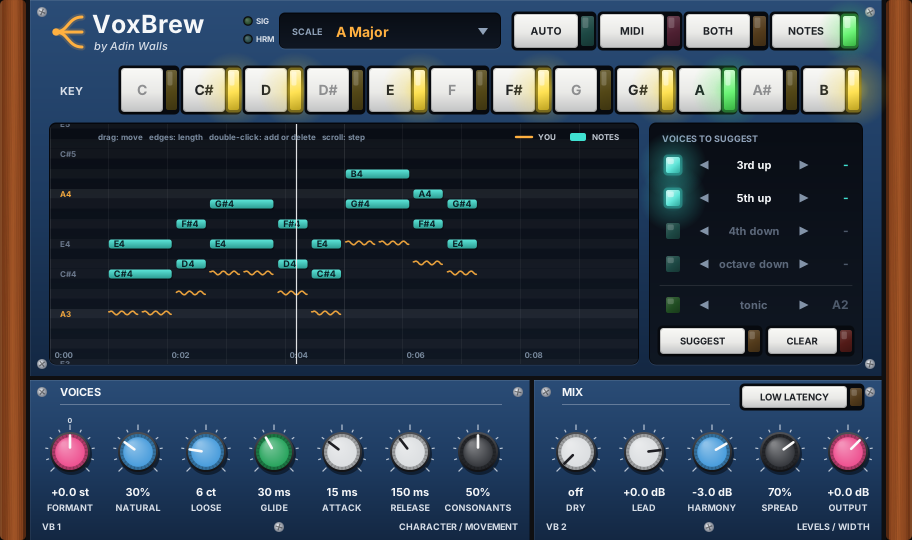 VoxBrew
by Adin Walls
SIG
HRM
SCALE A Major
AUTO MIDI BOTH NOTES
KEY C C# D D# E F F# G G# A A# B
E5
drag: move edges: length double-click: add or delete scroll: step
YOU NOTES
C#5
A4
E4
C#4
A3
B4
A4
G#4 G#4 G#4
F#4 F#4 F#4
E4 E4 E4 E4
D4 D4
C#4 C#4
0:00 0:02 0:04 0:06 0:08
VOICES TO SUGGEST
3rd up -
5th up -
4th down -
octave down -
tonic A2
SUGGEST CLEAR
VOICES
0
+0.0 st 30% 6 ct 30 ms 15 ms 150 ms 50%
FORMANT NATURAL LOOSE GLIDE ATTACK RELEASE CONSONANTS
VB 1 CHARACTER / MOVEMENT
MIX LOW LATENCY
off +0.0 dB -3.0 dB 70% +0.0 dB
DRY LEAD HARMONY SPREAD OUTPUT
VB 2 LEVELS / WIDTH